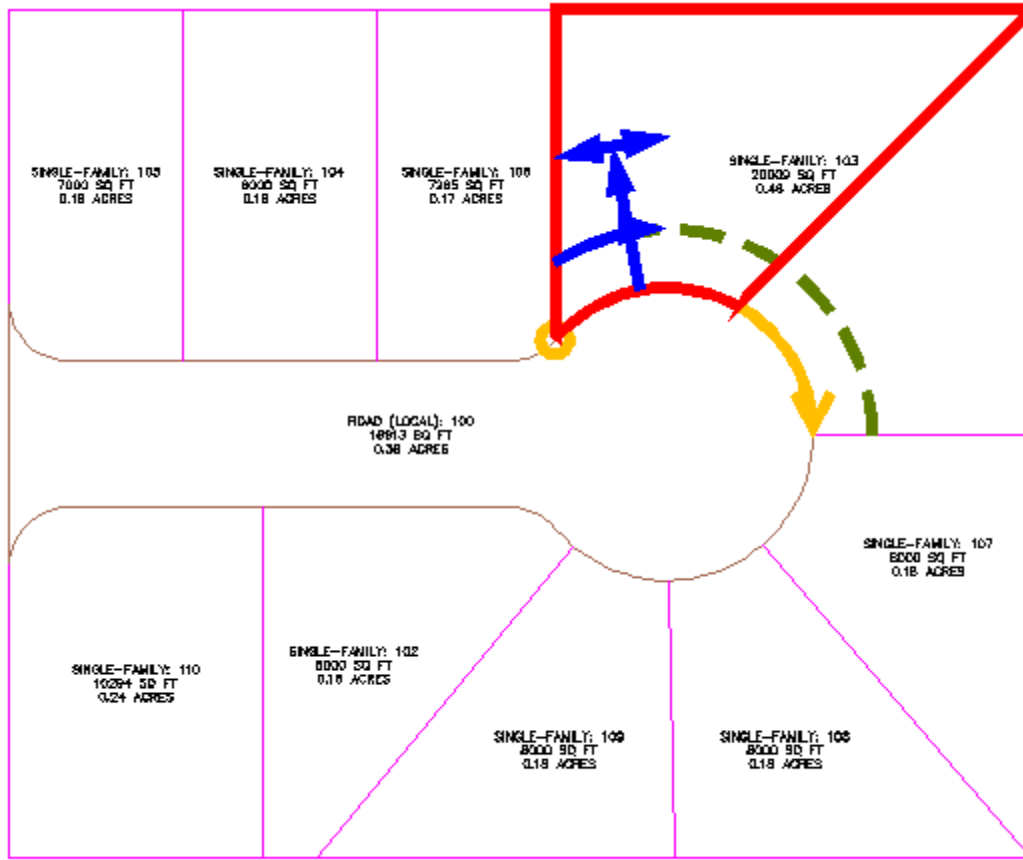 SINGLE-FAMILY: 105
7000 SQ FT
0.18 ACRES
SINGLE-FAMILY: 104
8000 SQ FT
0.18 ACRES
SINGLE-FAMILY: 106
7385 SQ FT
0.17 ACRES
SINGLE-FAMILY: 103
20009 SQ FT
0.46 ACRES
ROAD (LOCAL): 100
SQ FT
0.38 ACRES
SINGLE-FAMILY: 107
8000 SQ FT
0.18 ACRES
SINGLE-FAMILY: 110
10294 SQ FT
0.24 ACRES
SINGLE-FAMILY: 102
8000 SQ FT
0.18 ACRES
SINGLE-FAMILY: 109
8000 SQ FT
0.18 ACRES
SINGLE-FAMILY: 108
8000 SQ FT
0.18 ACRES